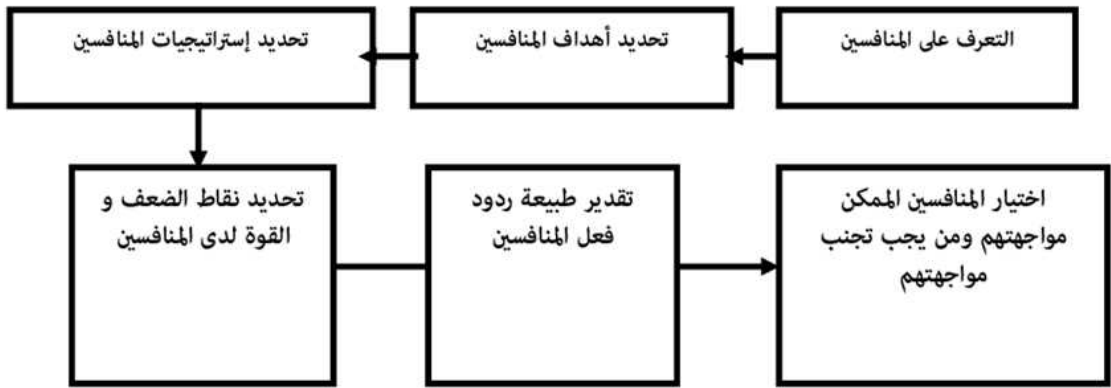 التعرف على المنافسين
تحديد أهداف المنافسين
تحديد إستراتيجيات المنافسين
تحديد نقاط الضعف و
القوة لدى المنافسين
تقدير طبيعة ردود
فعل المنافسين
اختيار المنافسين الممكن
مواجهتهم ومن يجب تجنب
مواجهتهم